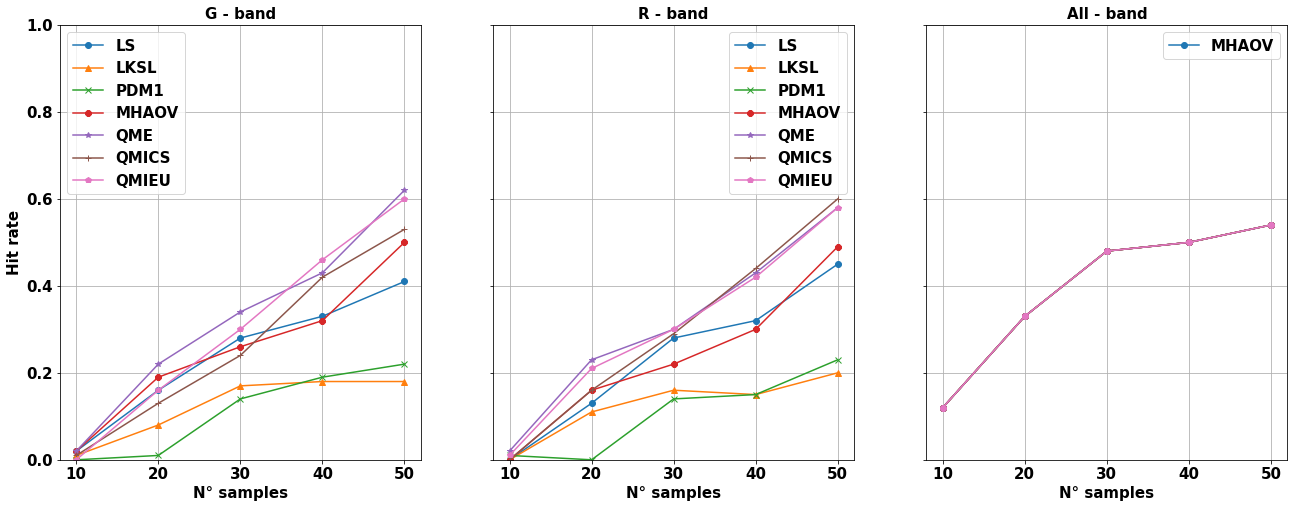 G - band
1.0
0.8
0.6
0.4
0.2
0.0
Hit rate
LS
LKSL
PDM1
MHAOV
QME
QMICS
QMIEU
10 20 30 40 50
N° samples
R - band
LS
LKSL
PDM1
MHAOV
QME
QMICS
QMIEU
10 20 30 40 50
N° samples
All - band
MHAOV
10 20 30 40 50
N° samples